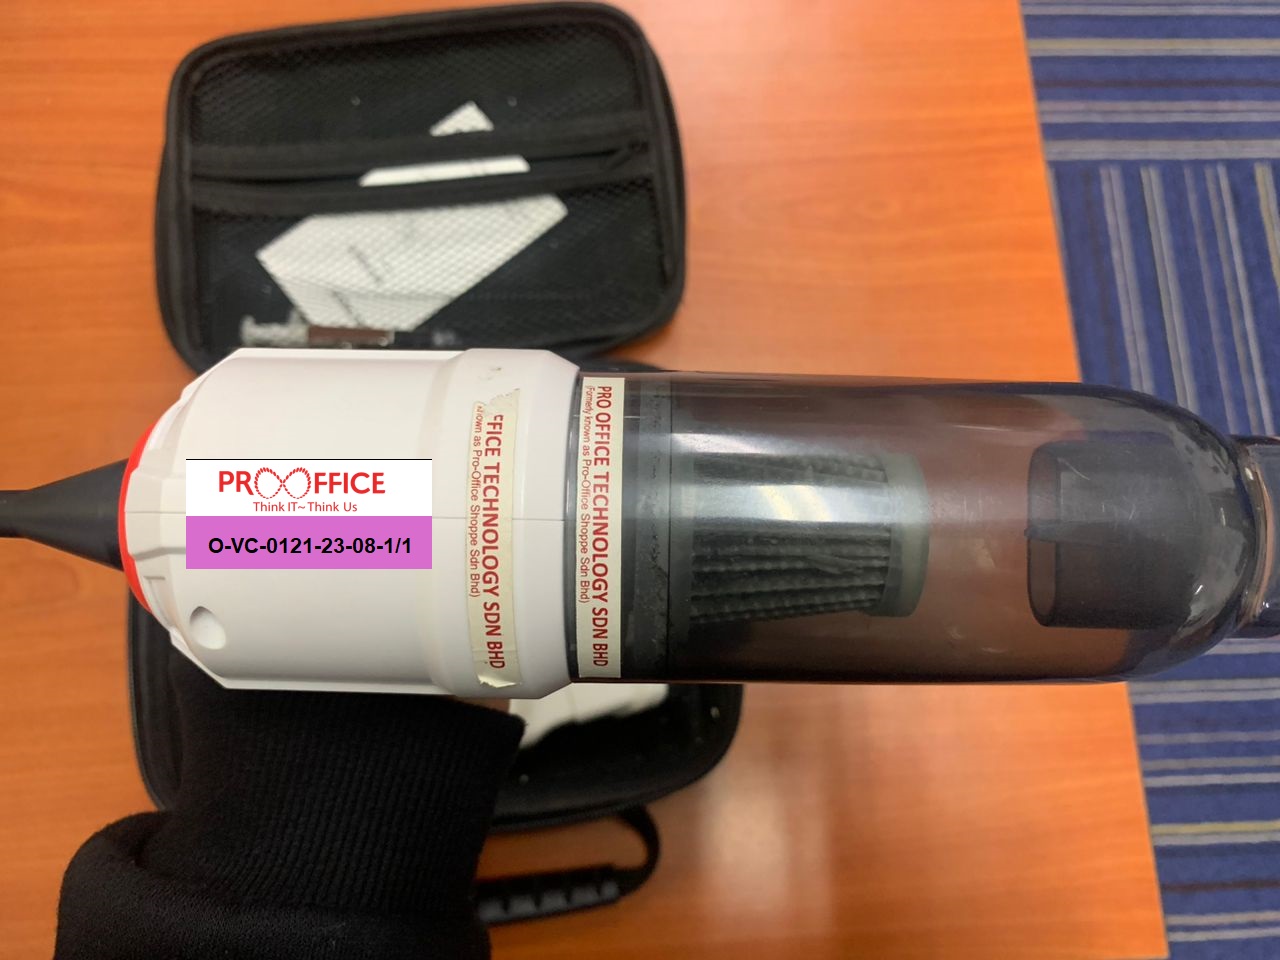 PROOFFICE
Think IT~ Think Us
O-VC-0121-23-08-1/1
FFICE TECHNOLOGY SDN BHD
known as Pro-Office Shoppe Sdn Bhd)
PRO OFFICE TECHNOLOGY SDN BHD
(Formerly known as Pro-Office Shoppe Sdn Bhd)